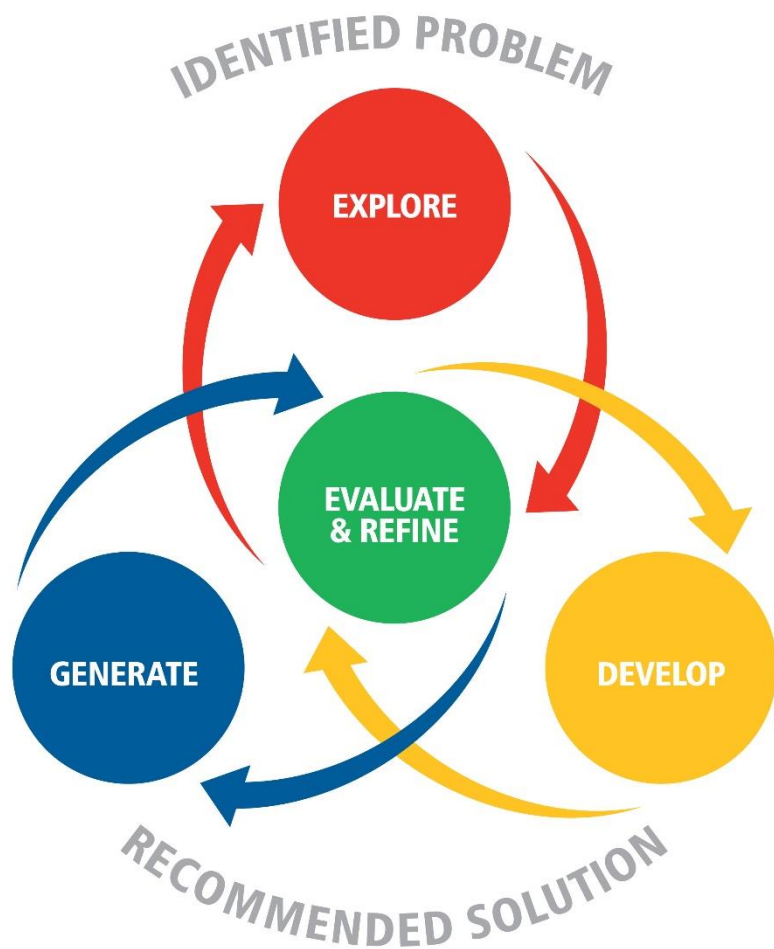 IDENTIFIED PROBLEM
EXPLORE
EVALUATE
& REFINE
GENERATE
DEVELOP
RECOMMENDED SOLUTION